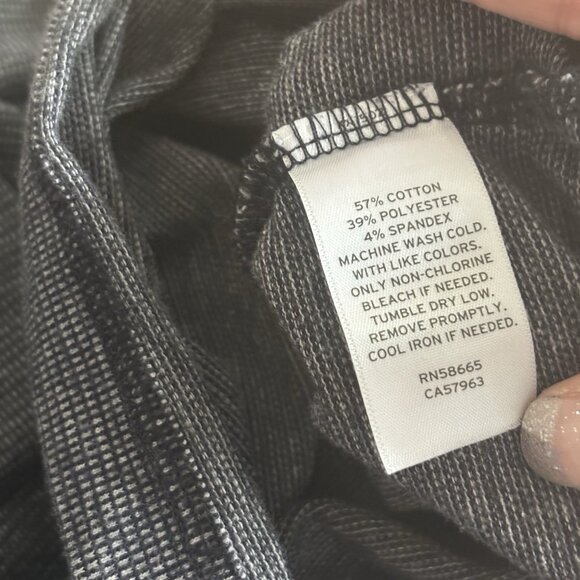 57% COTTON
39% POLYESTER
4% SPANDEX
MACHINE WASH COLD.
WITH LIKE COLORS.
ONLY NON-CHLORINE
BLEACH IF NEEDED.
TUMBLE DRY LOW.
REMOVE PROMPTLY.
COOL IRON IF NEEDED.
RN58665
CA57963